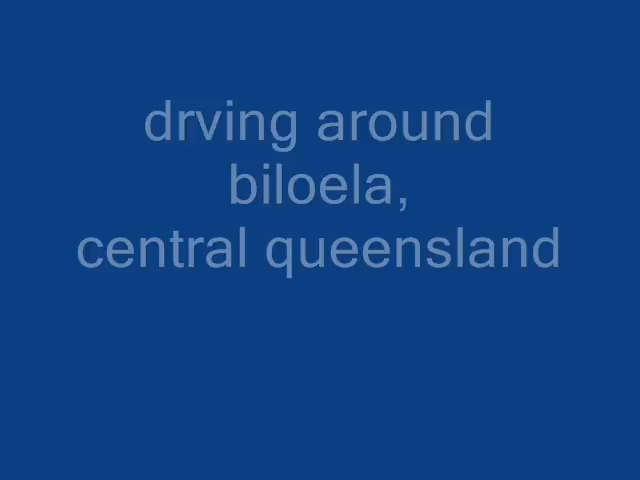 drving around
biloela,
central queensland